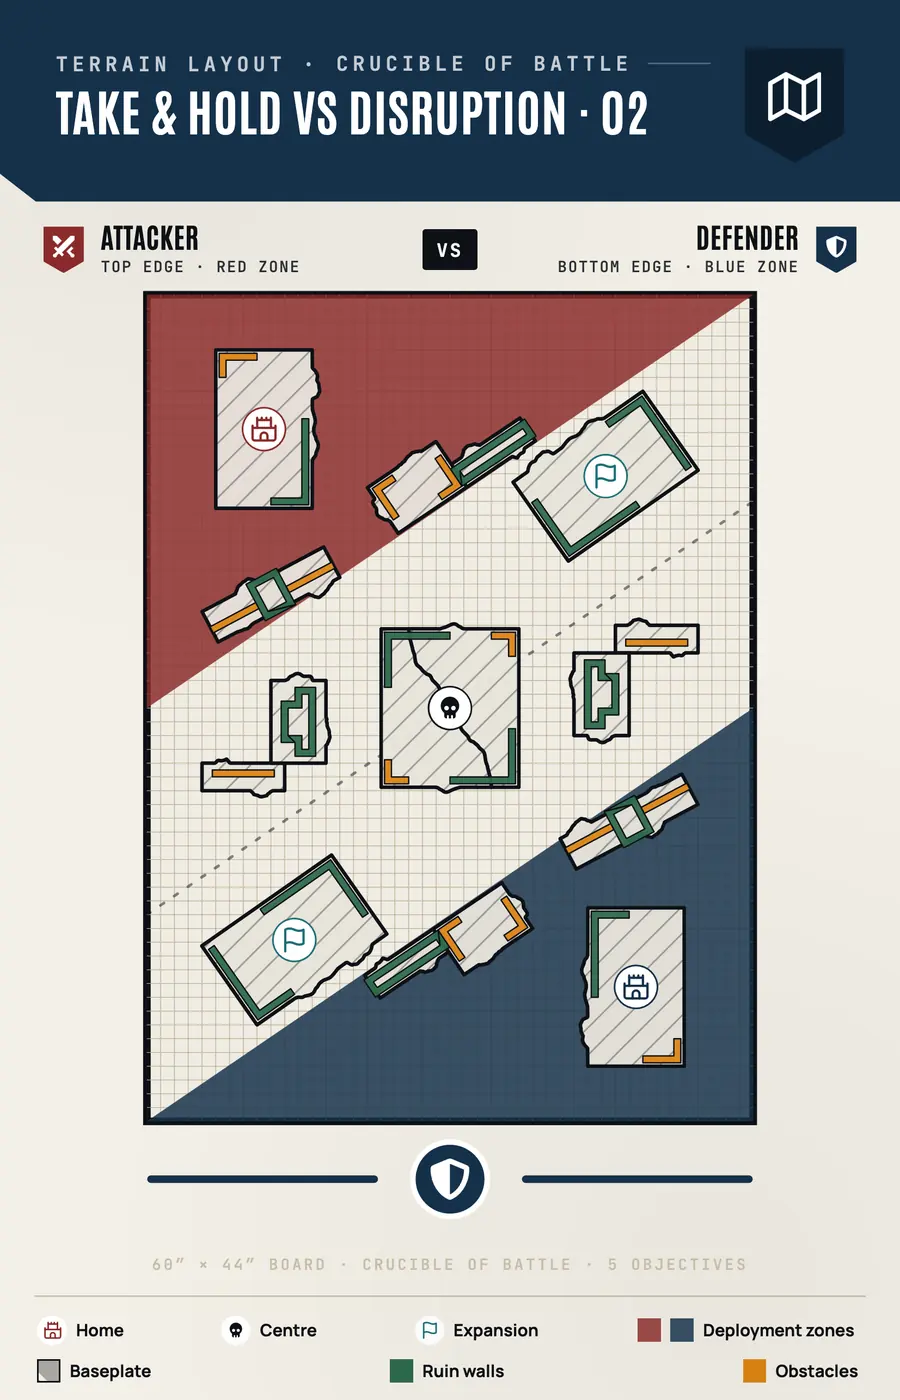 TERRAIN LAYOUT · CRUCIBLE OF BATTLE
TAKE & HOLD VS DISRUPTION · 02
ATTACKER
TOP EDGE · RED ZONE
VS
DEFENDER
BOTTOM EDGE · BLUE ZONE
60″ × 44″ BOARD · CRUCIBLE OF BATTLE · 5 OBJECTIVES
Home
Centre
Expansion
Deployment zones
Baseplate
Ruin walls
Obstacles